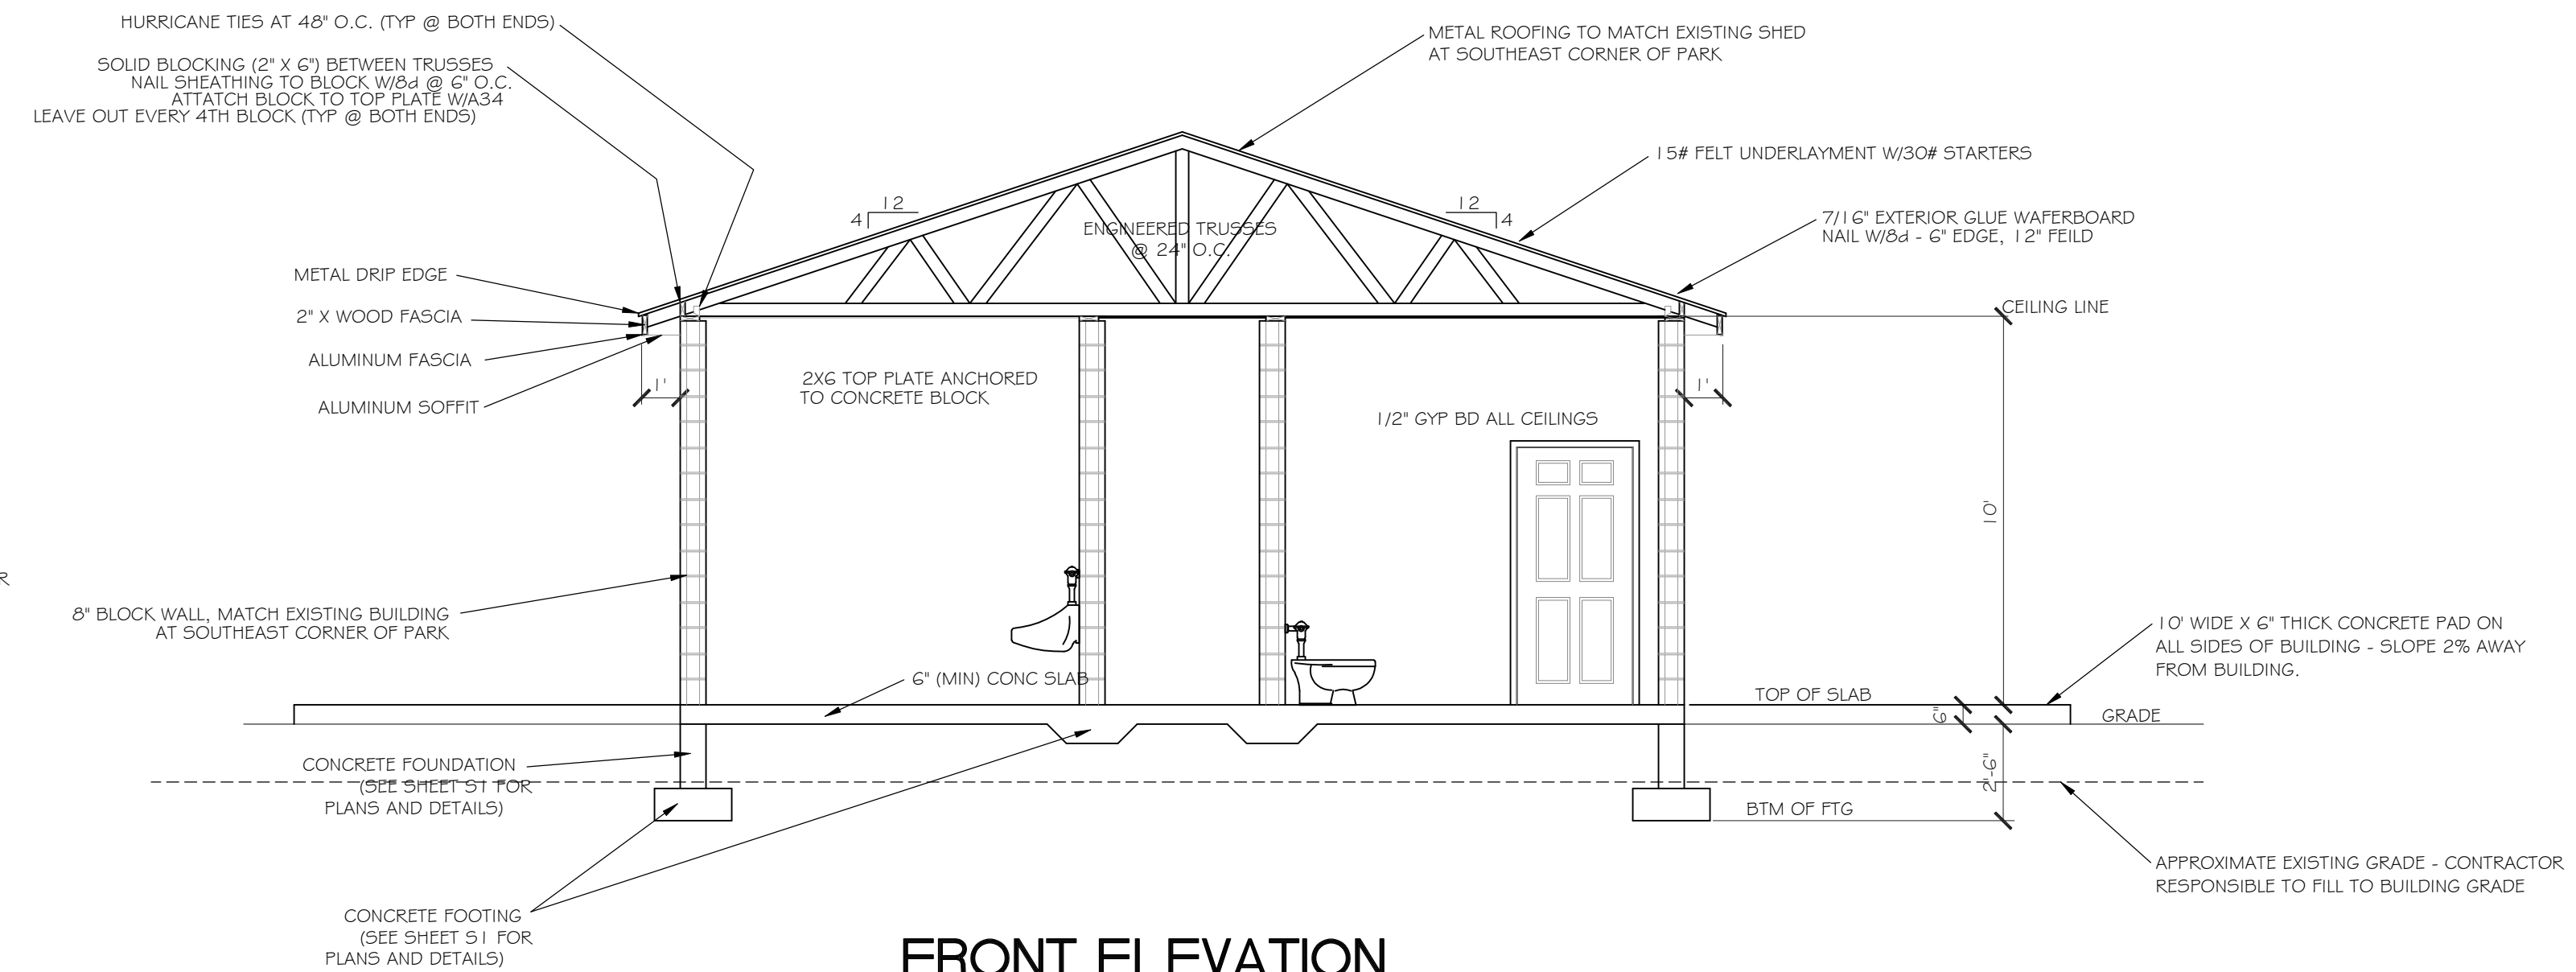 HURRICANE TIES AT 48" O.C. (TYP @ BOTH ENDS)
SOLID BLOCKING (2" X 6") BETWEEN TRUSSES
NAIL SHEATHING TO BLOCK W/8d @ 6" O.C.
ATTATCH BLOCK TO TOP PLATE W/A34
LEAVE OUT EVERY 4TH BLOCK (TYP @ BOTH ENDS)
METAL ROOFING TO MATCH EXISTING SHED
AT SOUTHEAST CORNER OF PARK
15# FELT UNDERLAYMENT W/30# STARTERS
7/16" EXTERIOR GLUE WAFERBOARD
NAIL W/8d - 6" EDGE, 12" FEILD
12
4
12
4
ENGINEERED TRUSSES
@ 24" O.C.
METAL DRIP EDGE
2" X WOOD FASCIA
ALUMINUM FASCIA
ALUMINUM SOFFIT
1'
2X6 TOP PLATE ANCHORED
TO CONCRETE BLOCK
1/2" GYP BD ALL CEILINGS
1'
CEILING LINE
10'
R
8" BLOCK WALL, MATCH EXISTING BUILDING
AT SOUTHEAST CORNER OF PARK
6" (MIN) CONC SLAB
10' WIDE X 6" THICK CONCRETE PAD ON
ALL SIDES OF BUILDING - SLOPE 2% AWAY
FROM BUILDING.
TOP OF SLAB
6"
GRADE
2'-6"
BTM OF FTG
CONCRETE FOUNDATION
(SEE SHEET S1 FOR
PLANS AND DETAILS)
APPROXIMATE EXISTING GRADE - CONTRACTOR
RESPONSIBLE TO FILL TO BUILDING GRADE
CONCRETE FOOTING
(SEE SHEET S1 FOR
PLANS AND DETAILS)
FRONT ELEVATION